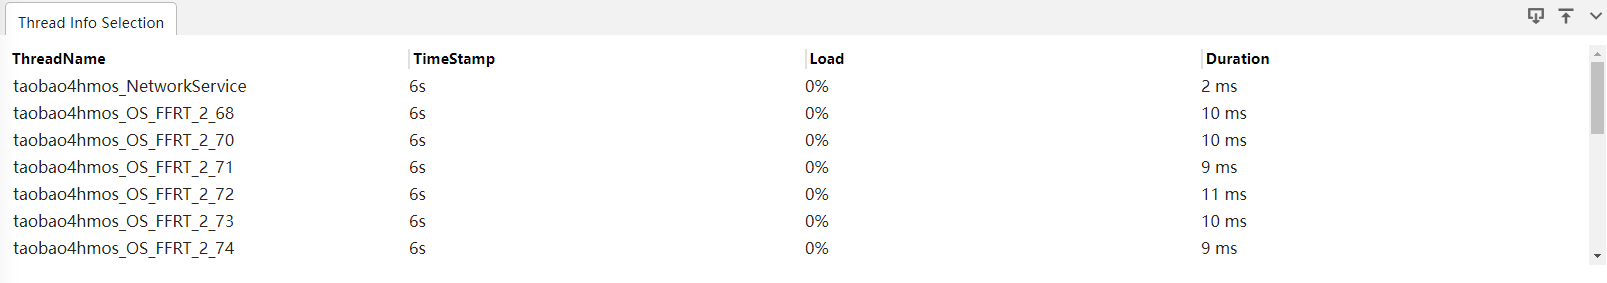 Thread Info Selection
ThreadName TimeStamp Load Duration
taobao4hmos_NetworkService 6s 0% 2 ms
taobao4hmos_OS_FFRT_2_68 6s 0% 10 ms
taobao4hmos_OS_FFRT_2_70 6s 0% 10 ms
taobao4hmos_OS_FFRT_2_71 6s 0% 9 ms
taobao4hmos_OS_FFRT_2_72 6s 0% 11 ms
taobao4hmos_OS_FFRT_2_73 6s 0% 10 ms
taobao4hmos_OS_FFRT_2_74 6s 0% 9 ms